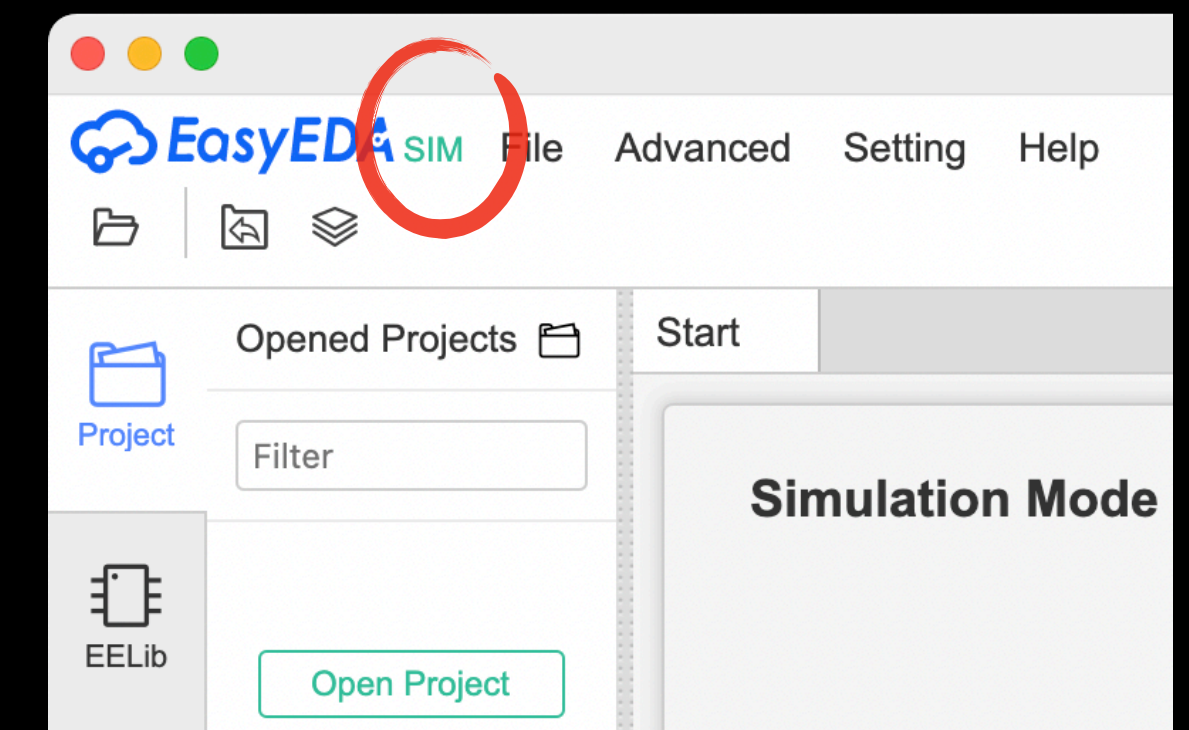 EasyEDA SIM File Advanced Setting Help
Opened Projects
Start
Project
Filter
Simulation Mode
EELib
Open Project